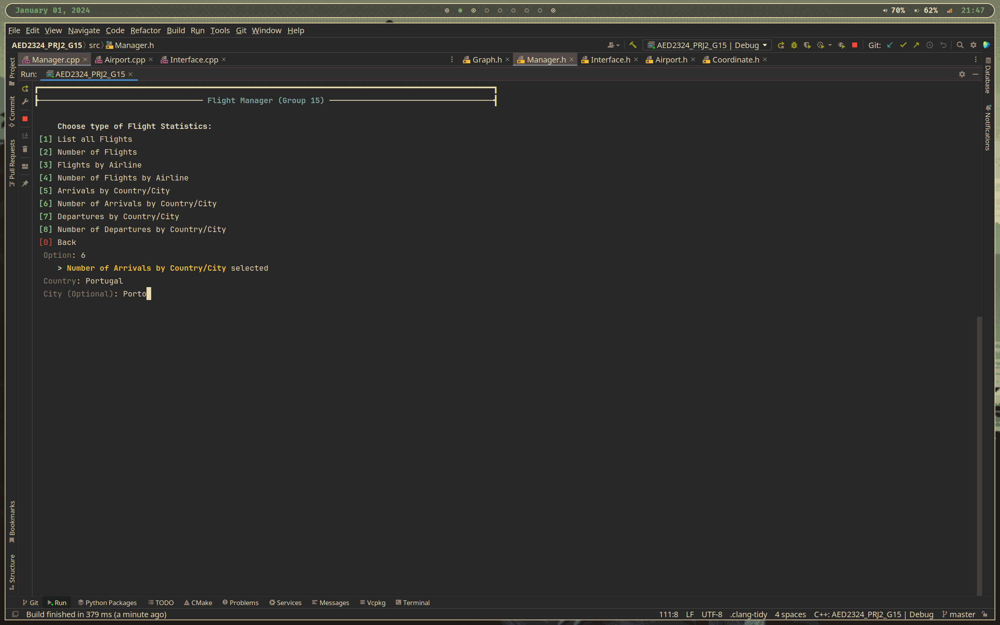 January 01, 2024 70% 62% 21:47
File Edit View Navigate Code Refactor Build Run Tools Git Window Help
AED2324_PRJ2_G15 src Manager.h AED2324_PRJ2_G15 | Debug Git:
Manager.cpp Airport.cpp Interface.cpp Graph.h Manager.h Interface.h Airport.h Coordinate.h
Run: AED2324_PRJ2_G15
Project
Commit
Pull Requests
Bookmarks
Structure
Database
Notifications
Flight Manager (Group 15)
Choose type of Flight Statistics:
[1] List all Flights
[2] Number of Flights
[3] Flights by Airline
[4] Number of Flights by Airline
[5] Arrivals by Country/City
[6] Number of Arrivals by Country/City
[7] Departures by Country/City
[8] Number of Departures by Country/City
[0] Back
Option: 6
> Number of Arrivals by Country/City selected
Country: Portugal
City (Optional): Porto
Git Run Python Packages TODO CMake Problems Services Messages Vcpkg Terminal
Build finished in 379 ms (a minute ago) 111:8 LF UTF-8 .clang-tidy 4 spaces C++: AED2324_PRJ2_G15 | Debug master